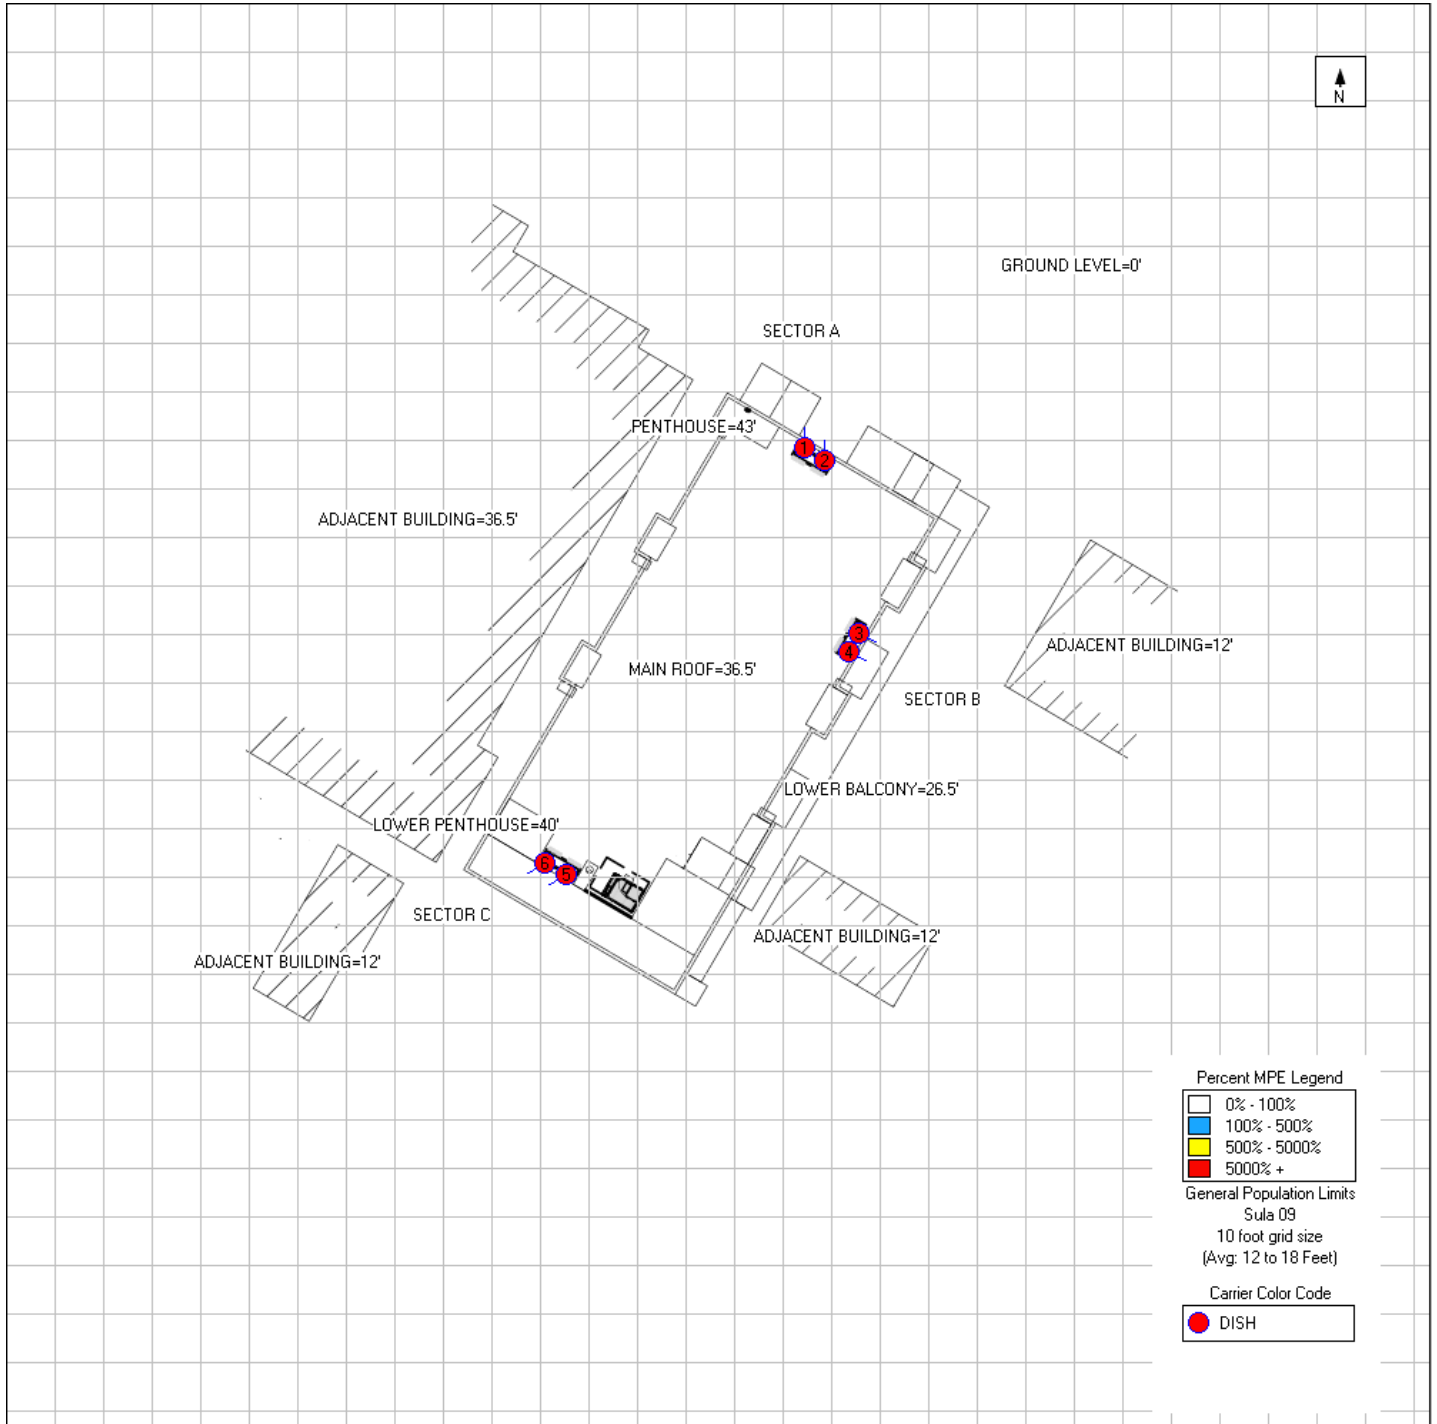 N
GROUND LEVEL=0'
SECTOR A
PENTHOUSE=43'
1
2
ADJACENT BUILDING=36.5'
3
4
ADJACENT BUILDING=12'
MAIN ROOF=36.5'
SECTOR B
LOWER BALCONY=26.5'
LOWER PENTHOUSE=40'
6
5
SECTOR C
ADJACENT BUILDING=12'
ADJACENT BUILDING=12'
Percent MPE Legend
0% - 100%
100% - 500%
500% - 5000%
5000% +
General Population Limits
Sula 09
10 foot grid size
(Avg: 12 to 18 Feet)
Carrier Color Code
DISH